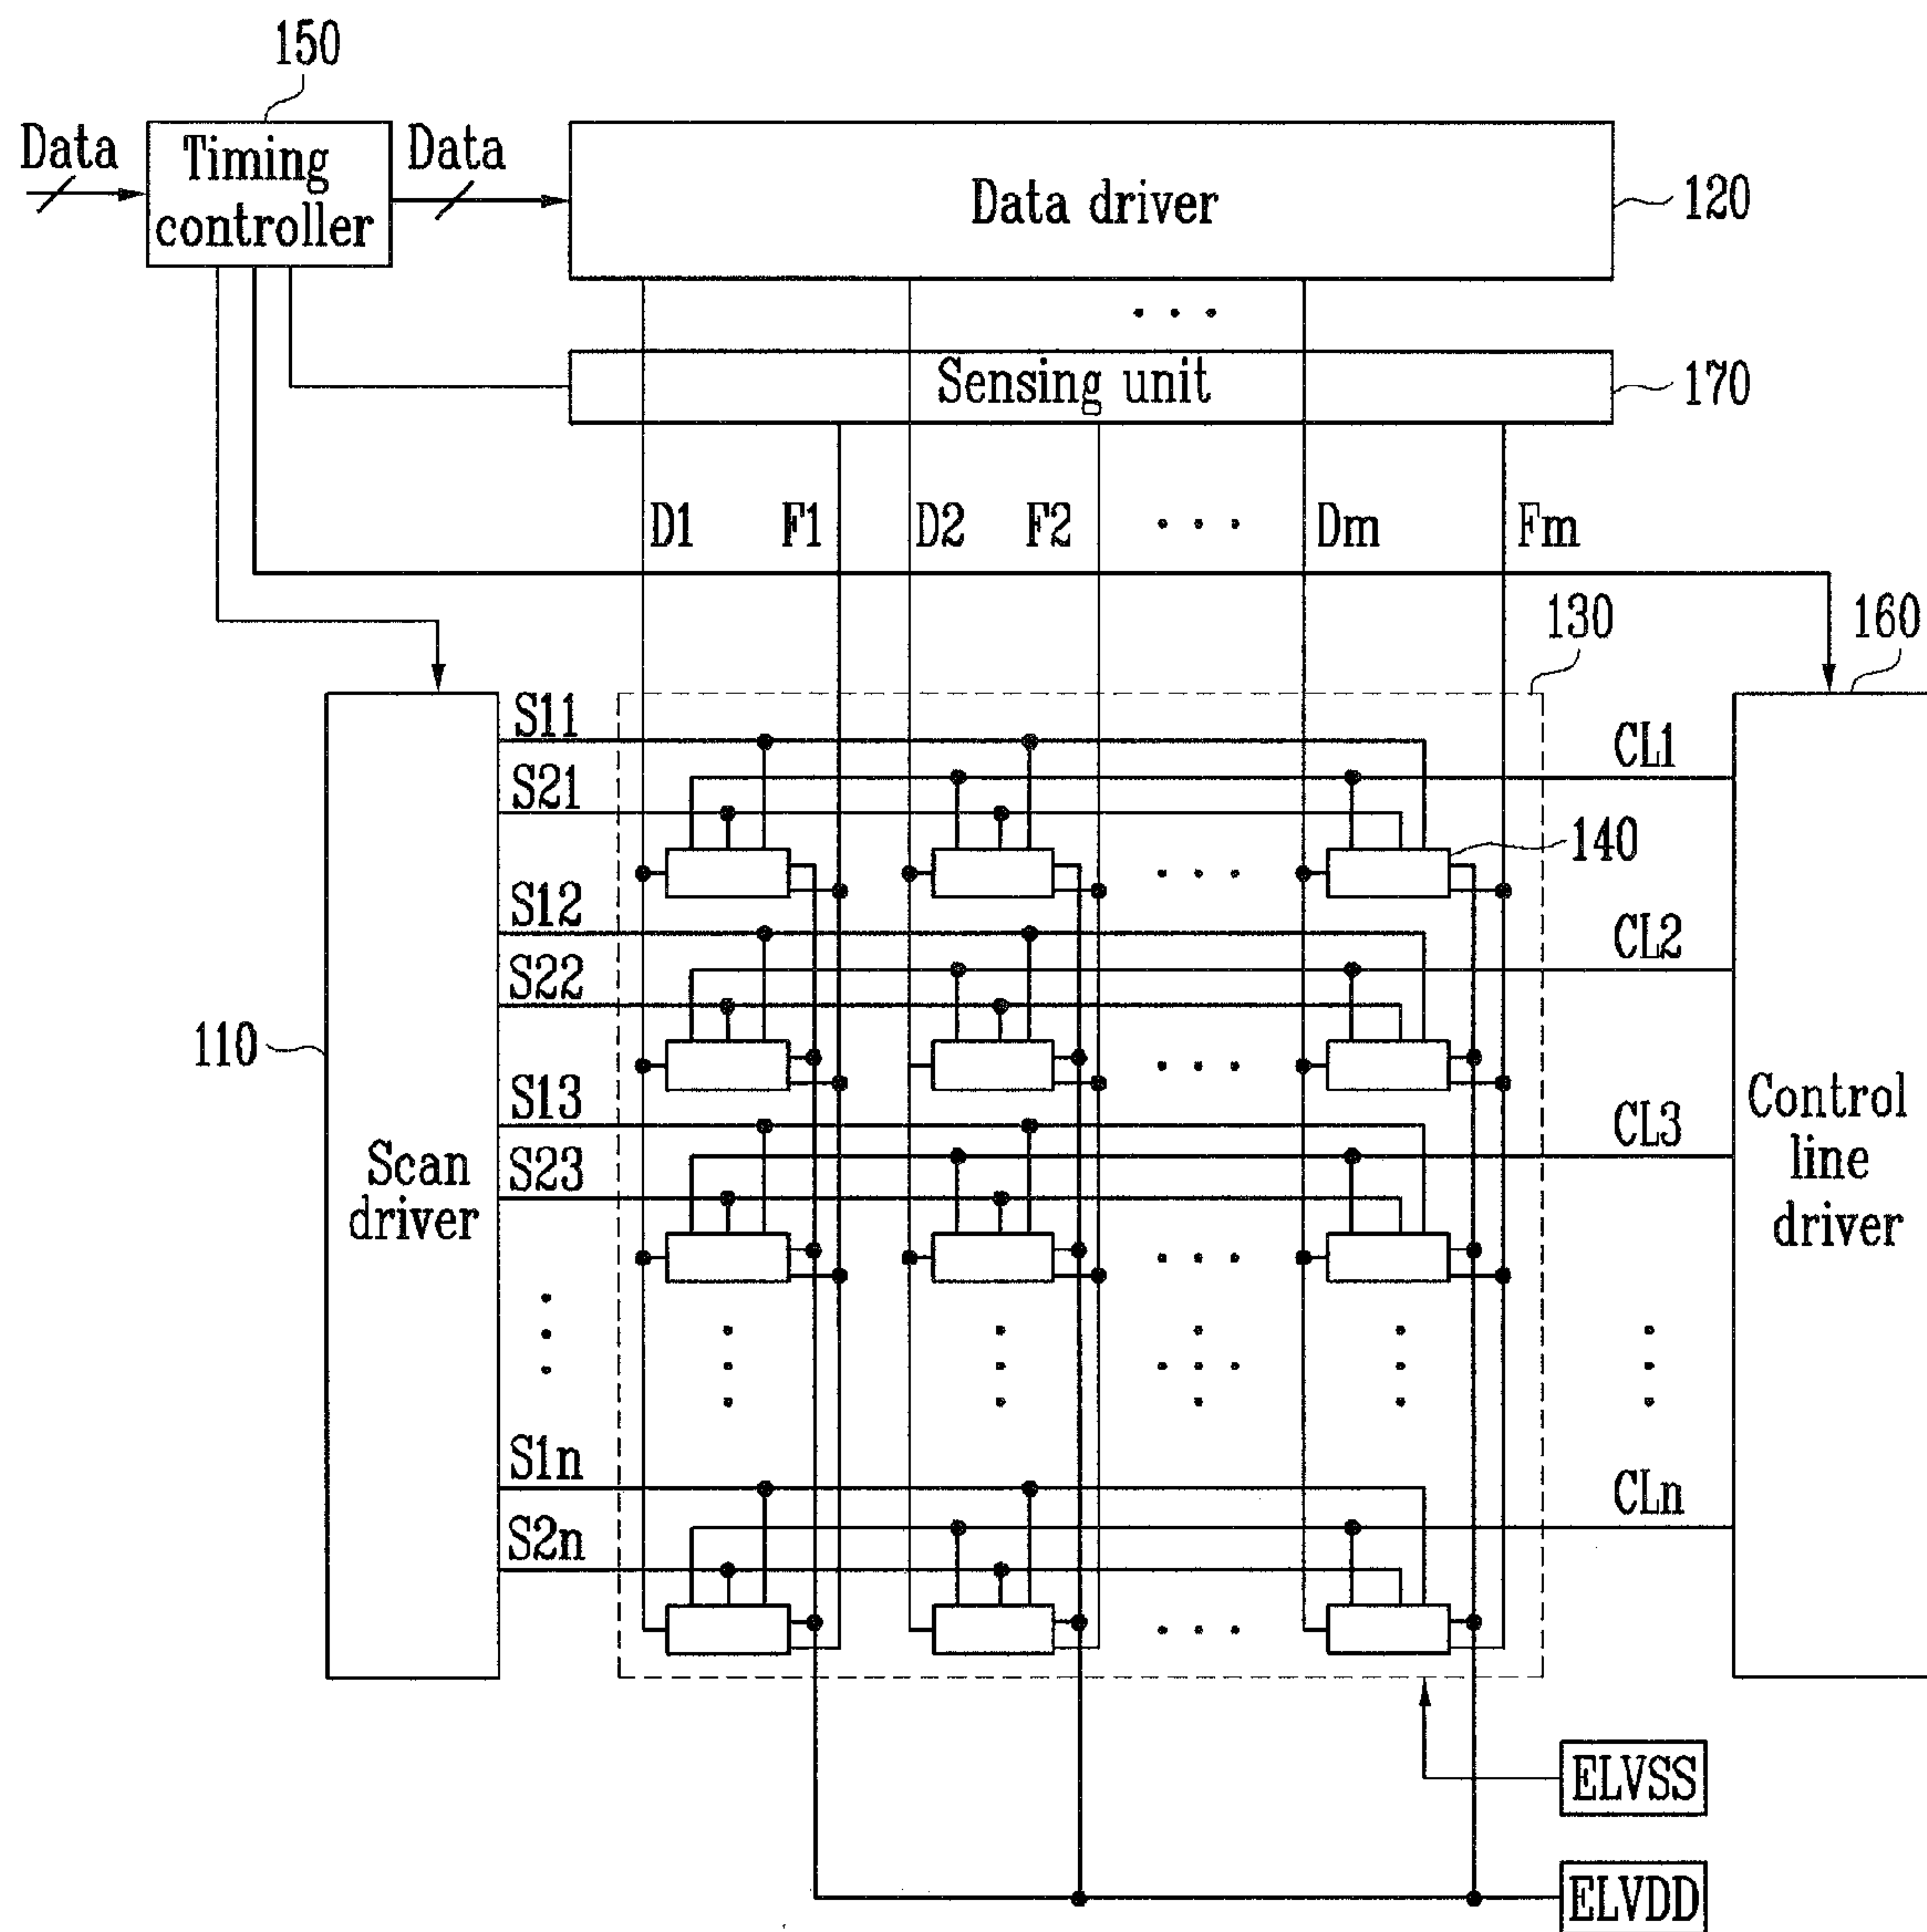 150
Data
Timing
controller
Data
Data driver
120
Sensing unit
170
D1
F1
D2
F2
Dm
Fm
130
160
S11
CL1
S21
140
S12
CL2
S22
110
S13
CL3
S23
Scan
driver
Control
line
driver
S1n
CLn
S2n
ELVSS
ELVDD